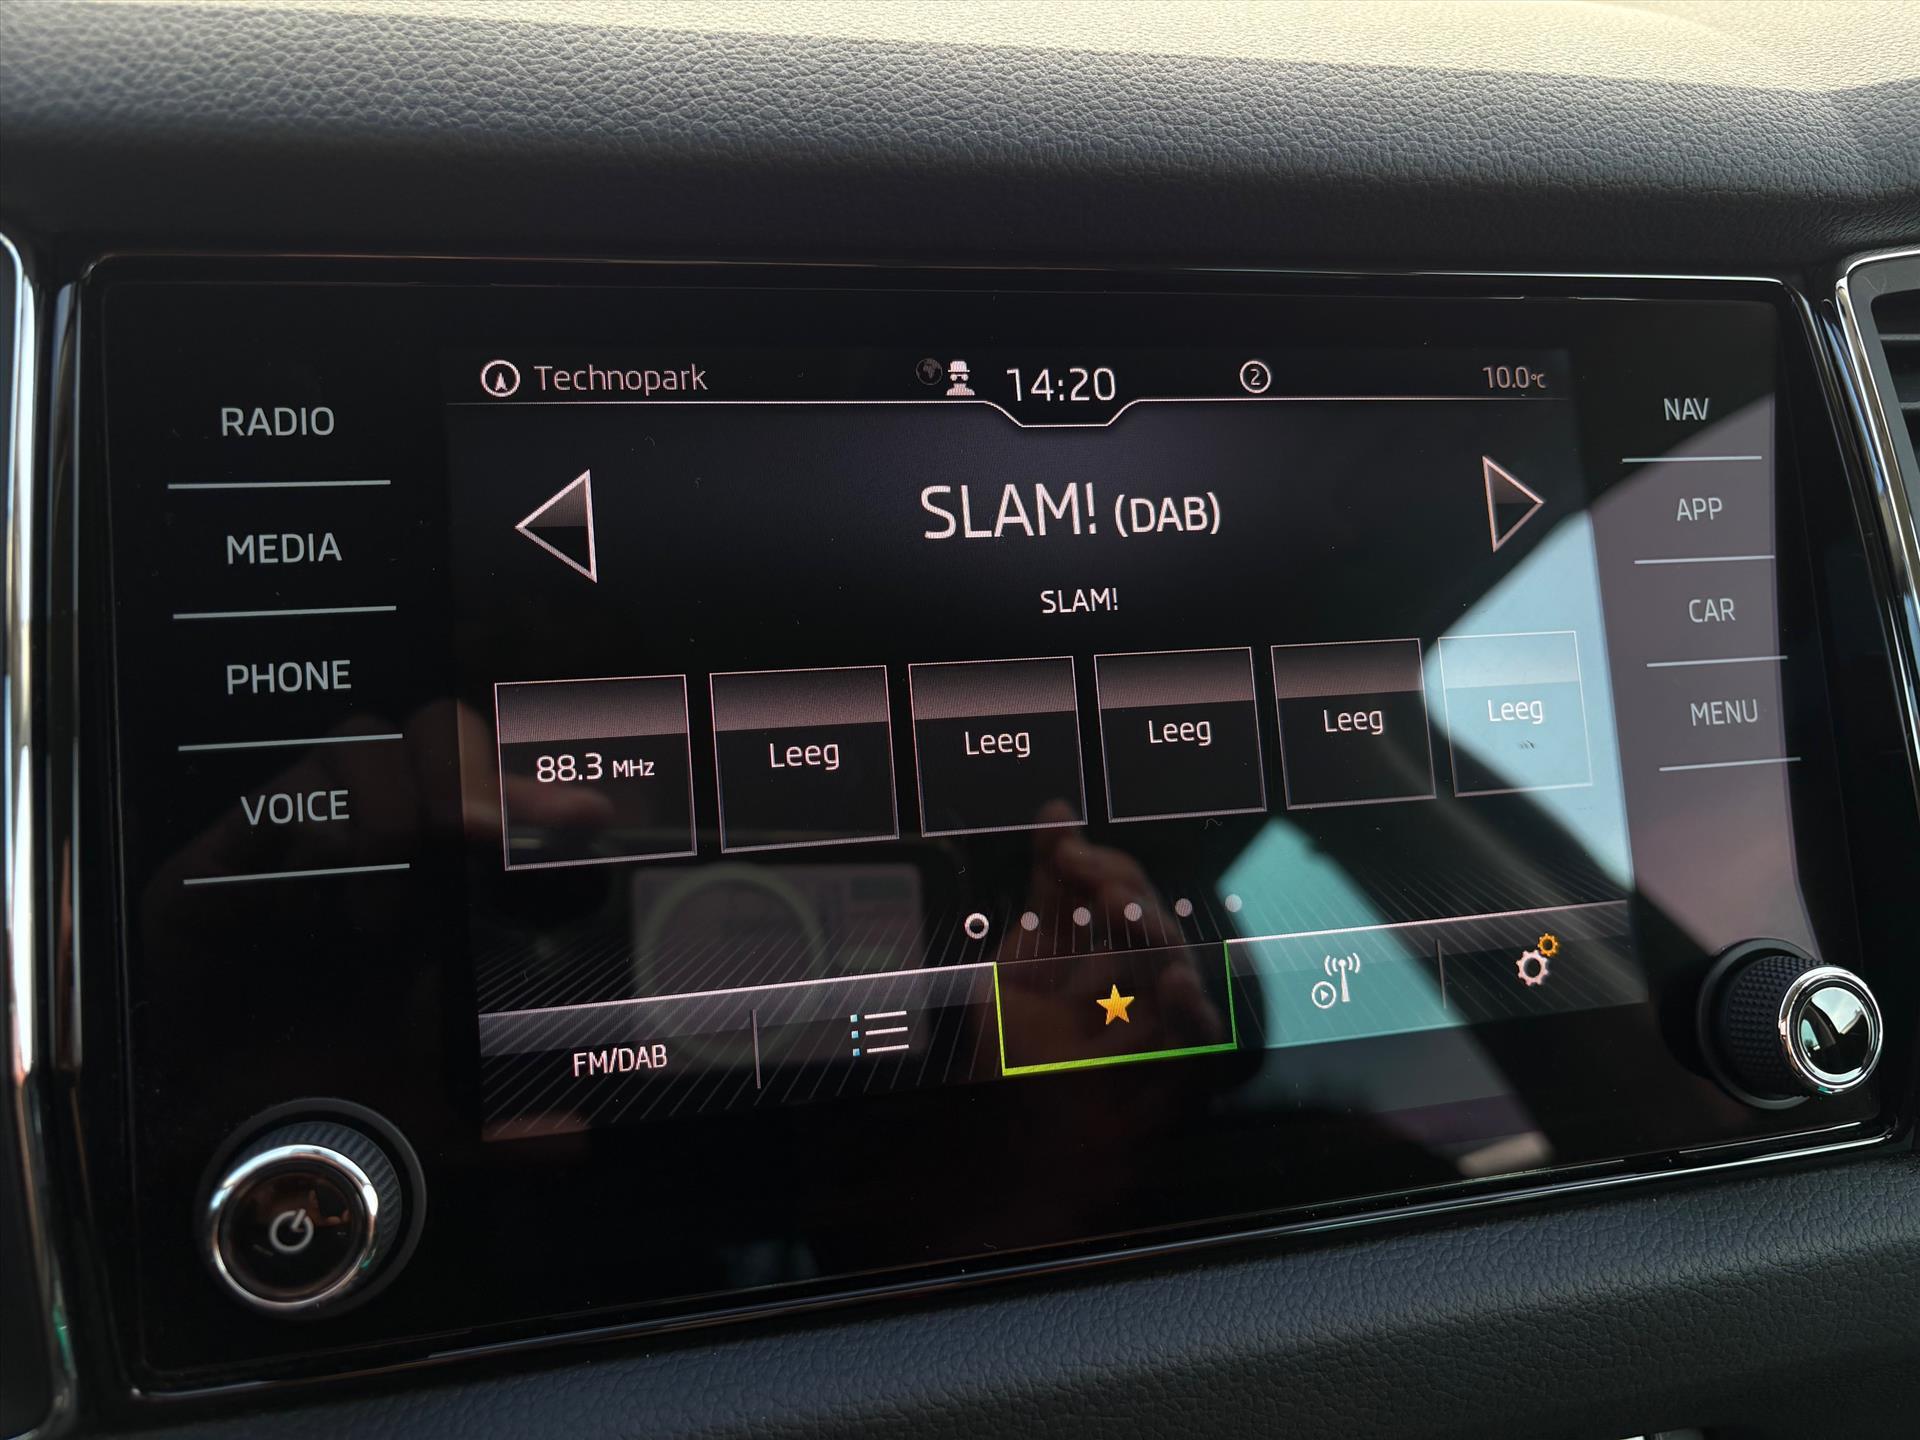 Technopark 14:20 2 10.0°C
RADIO
MEDIA
PHONE
VOICE
SLAM! (DAB)
SLAM!
88.3 MHz
Leeg
Leeg
Leeg
Leeg
Leeg
FM/DAB
NAV
APP
CAR
MENU